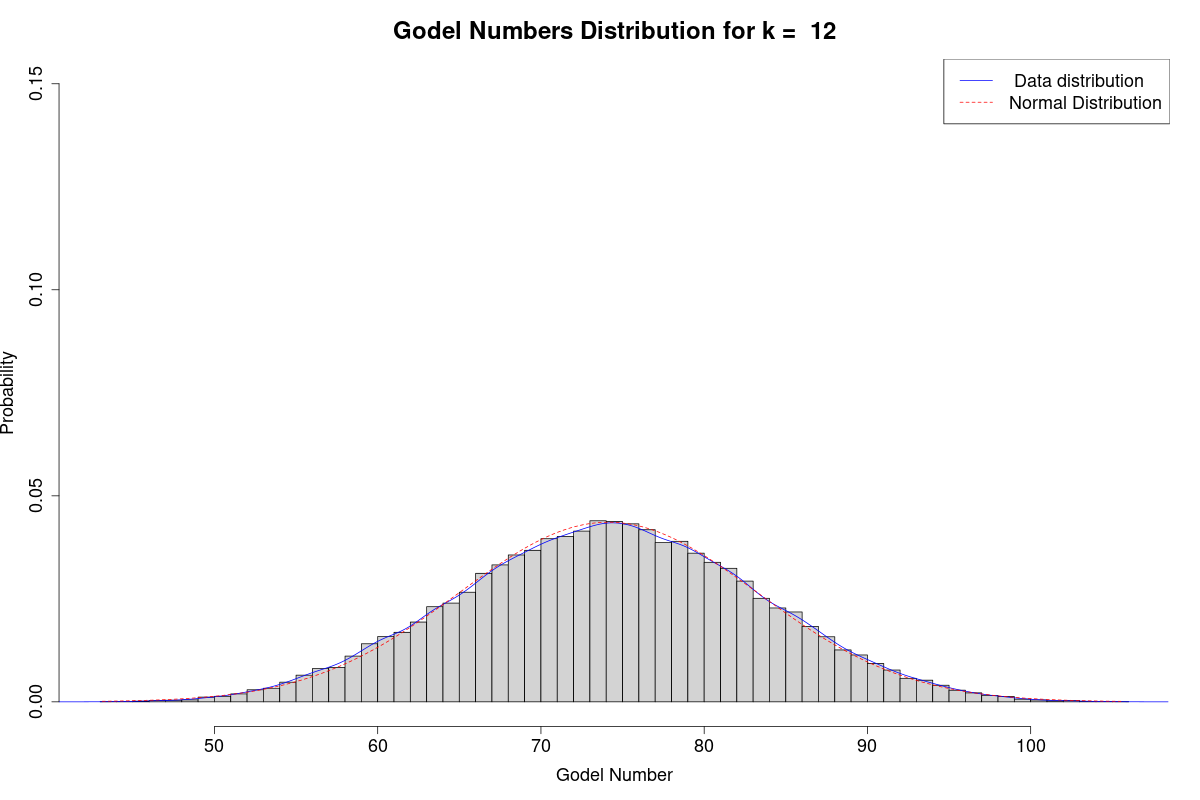 Godel Numbers Distribution for k =  12
Data distribution
Normal Distribution
Probability
0.15
0.10
0.05
0.00
50 60 70 80 90 100
Godel Number